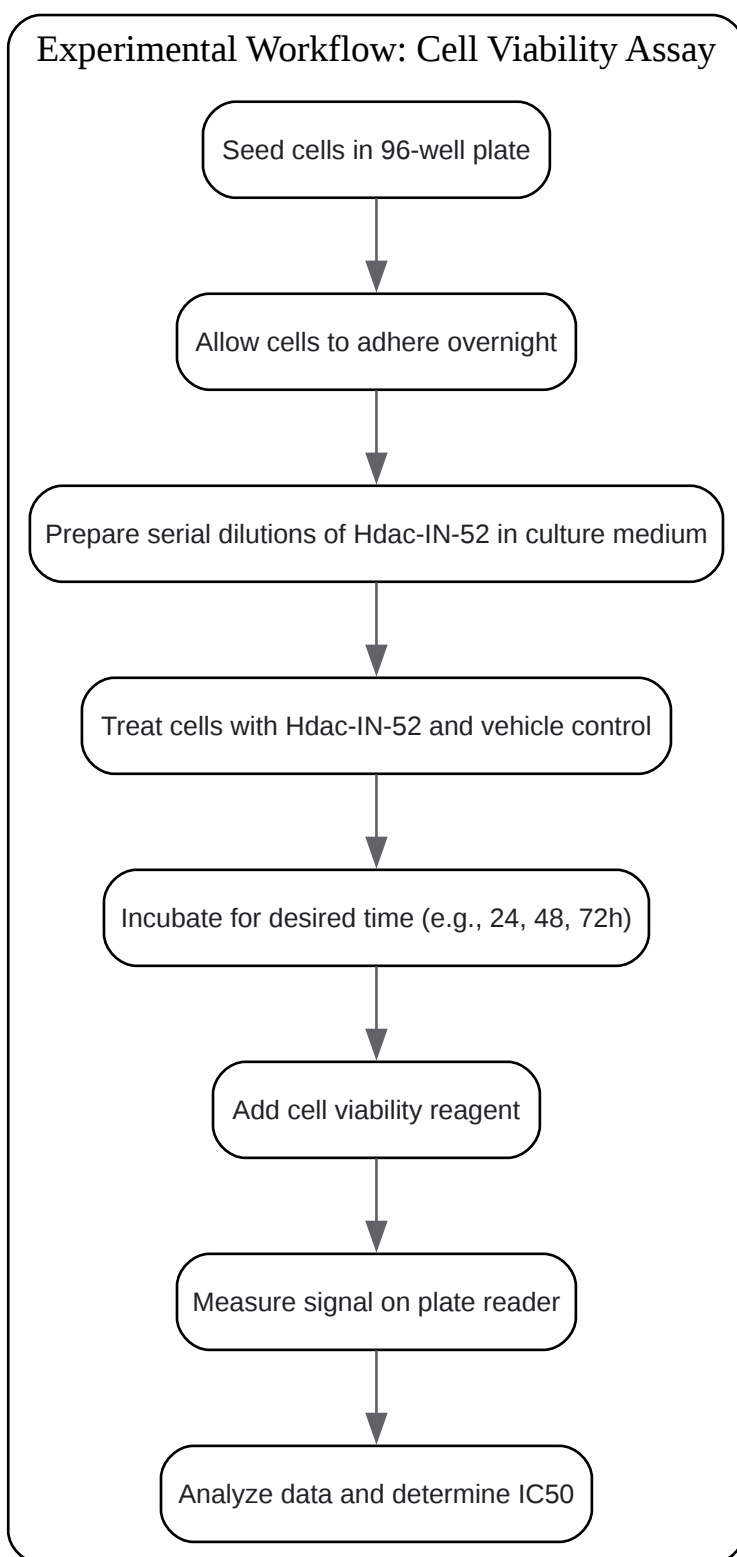 Experimental Workflow: Cell Viability Assay
Seed cells in 96-well plate
Allow cells to adhere overnight
Prepare serial dilutions of Hdac-IN-52 in culture medium
Treat cells with Hdac-IN-52 and vehicle control
Incubate for desired time (e.g., 24, 48, 72h)
Add cell viability reagent
Measure signal on plate reader
Analyze data and determine IC50